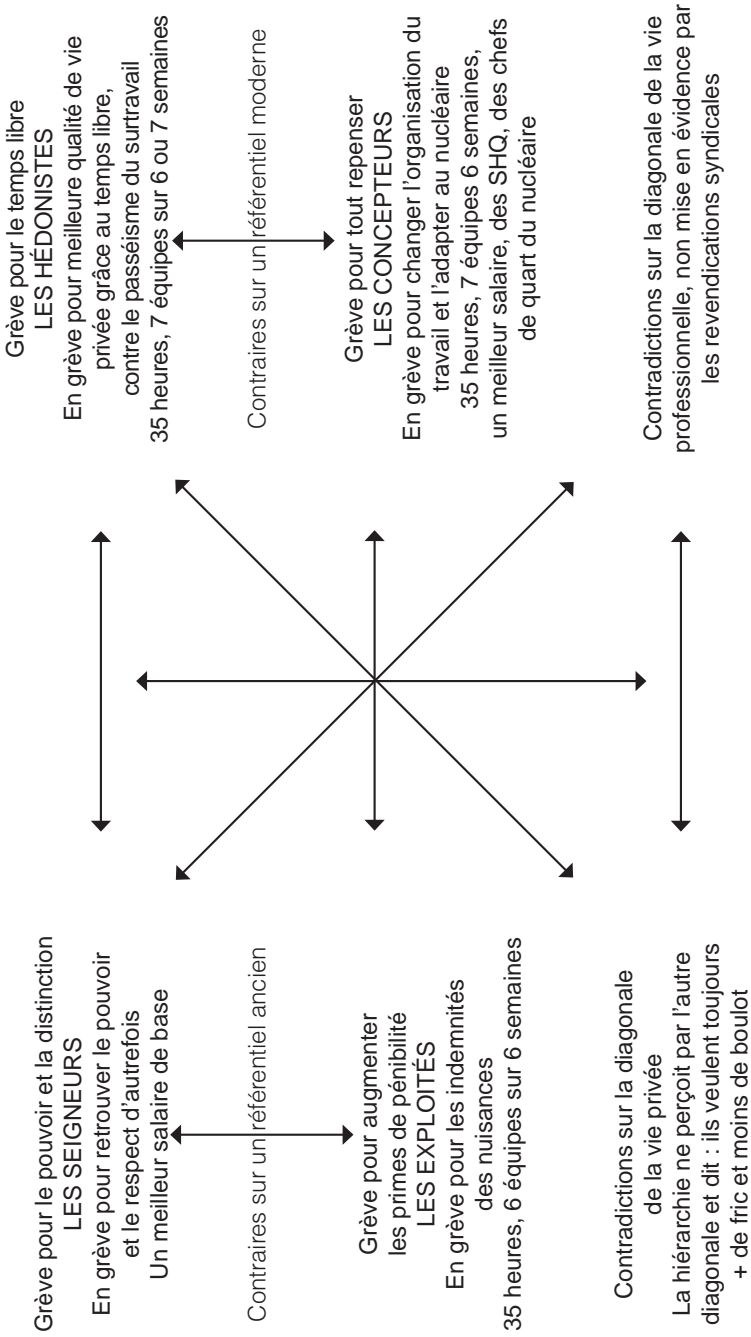 Grève pour le pouvoir et la distinction
LES SEIGNEURS
En grève pour retrouver le pouvoir
et le respect d'autrefois
Un meilleur salaire de base
Contraires sur un référentiel ancien
Grève pour augmenter
les primes de pénibilité
LES EXPLOITÉS
En grève pour les indemnités
des nuisances
35 heures, 6 équipes sur 6 semaines
Contradictions sur la diagonale
de la vie privée
La hiérarchie ne perçoit par l'autre
diagonale et dit : ils veulent toujours
+ de fric et moins de boulot
Grève pour le temps libre
LES HÉDONISTES
En grève pour meilleure qualité de vie
privée grâce au temps libre,
contre le passéisme du surtravail
35 heures, 7 équipes sur 6 ou 7 semaines
Contraires sur un référentiel moderne
Grève pour tout repenser
LES CONCEPTEURS
En grève pour changer l'organisation du
travail et l'adapter au nucléaire
35 heures, 7 équipes 6 semaines,
un meilleur salaire, des SHQ, des chefs
de quart du nucléaire
Contradictions sur la diagonale de la vie
professionnelle, non mise en évidence par
les revendications syndicales